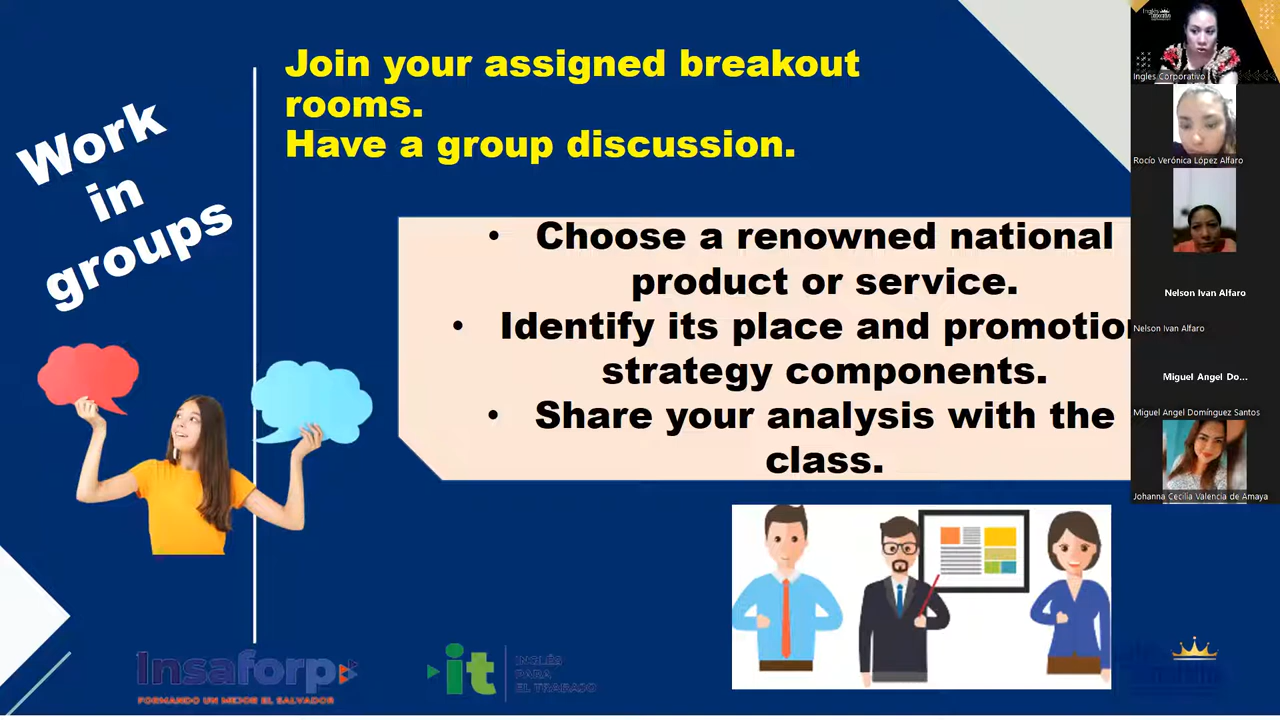 Join your assigned breakout
rooms.
Have a group discussion.
Work
in
groups
• Choose a renowned national
product or service.
• Identify its place and promotion
strategy components.
• Share your analysis with the
class.
Insaforp
FORMANDO UN MEJOR EL SALVADOR
it
INGLÉS
PARA
EL TRABAJO
Ingles Corporativo
Rocío Verónica López Alfaro
Nelson Ivan Alfaro
Nelson Ivan Alfaro
Miguel Angel Do...
Miguel Angel Domínguez Santos
Johanna Cecilia Valencia de Amaya